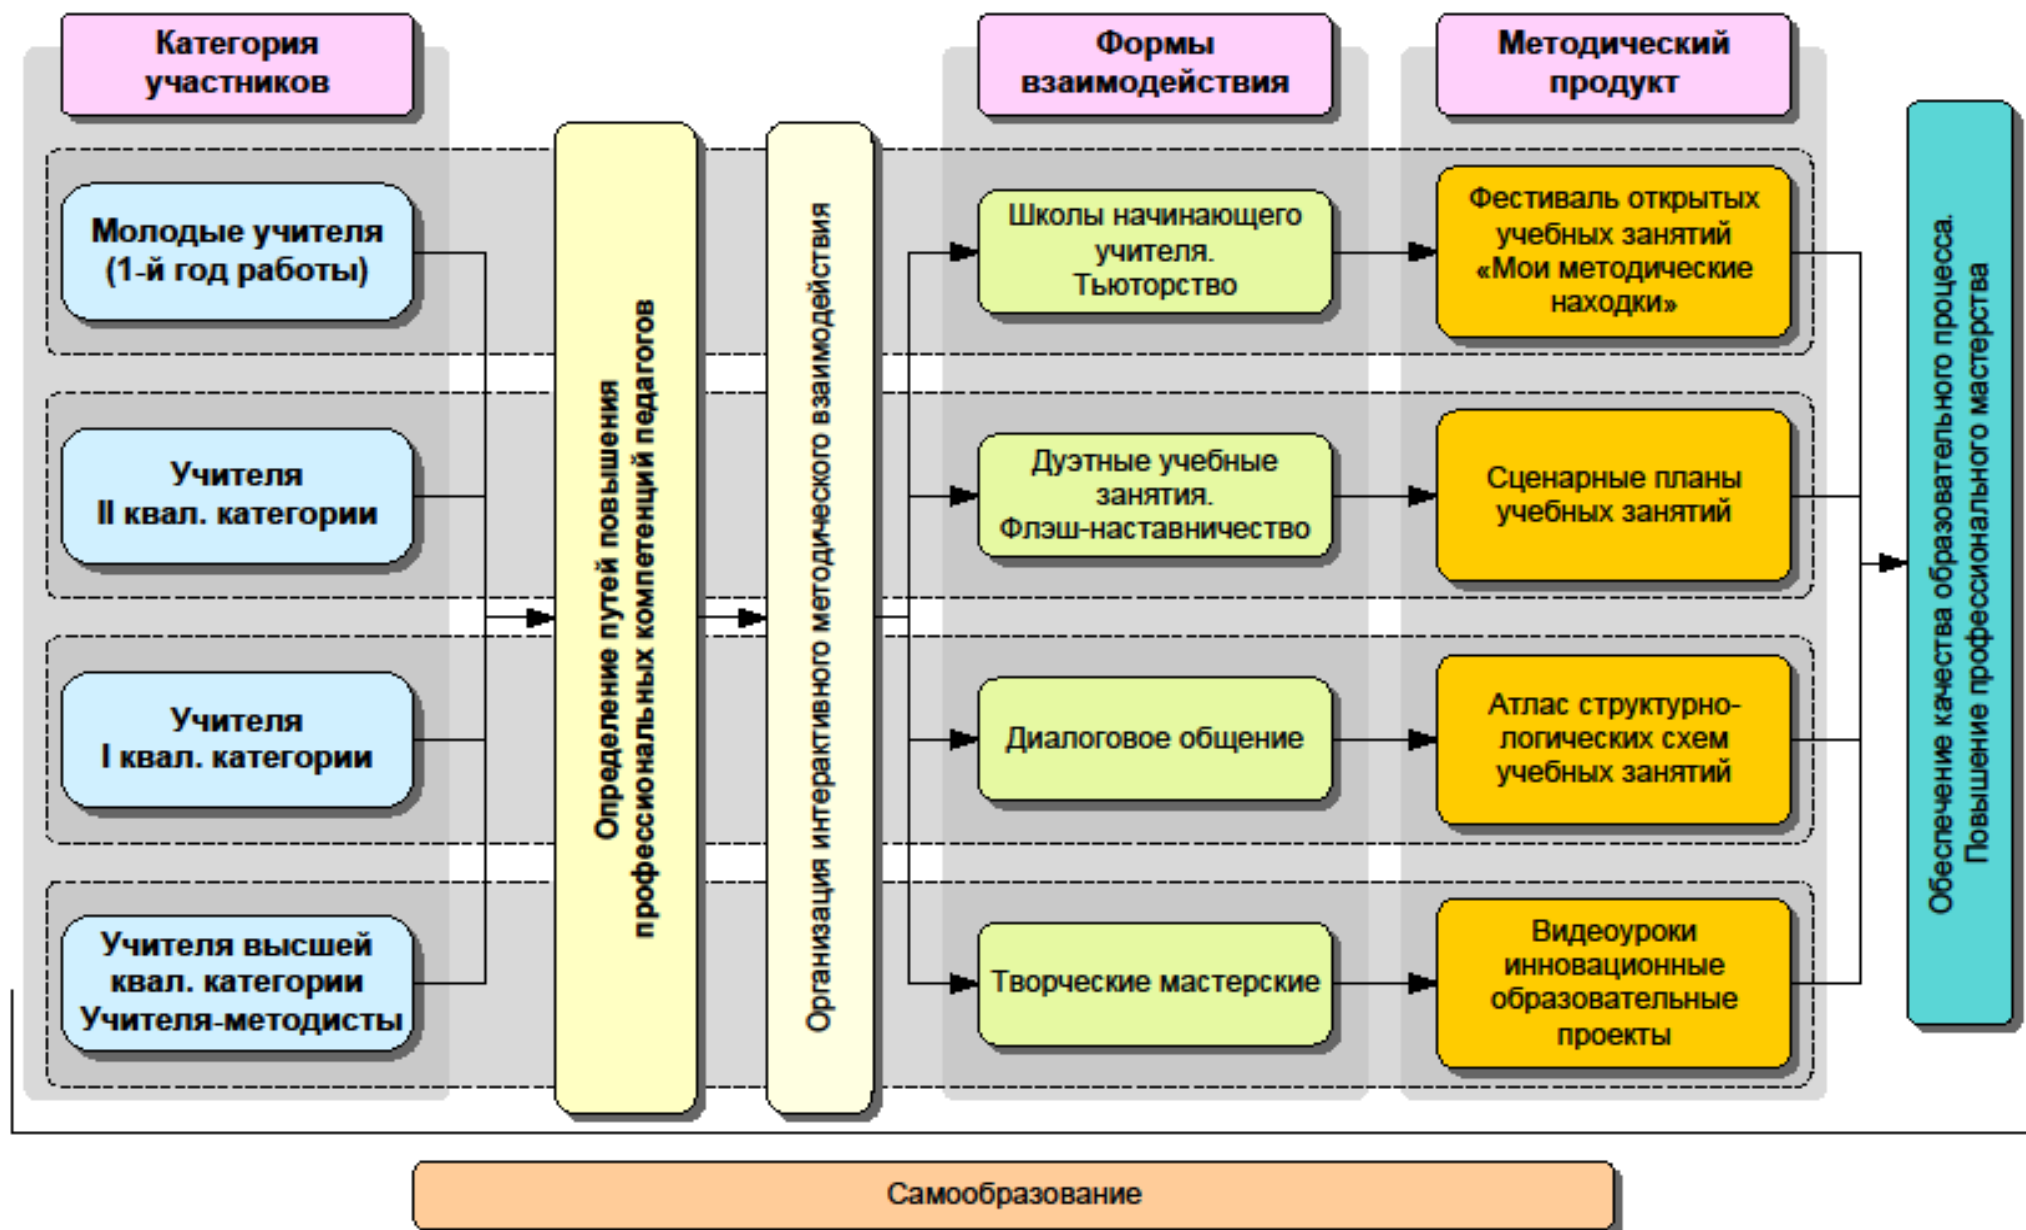 Категория
участников
Формы
взаимодействия
Методический
продукт
Молодые учителя
(1-й год работы)
Учителя
II квал. категории
Учителя
I квал. категории
Учителя высшей
квал. категории
Учителя-методисты
Определение путей повышения
профессиональных компетенций педагогов
Организация интерактивного методического взаимодействия
Школы начинающего
учителя.
Тьюторство
Дуэтные учебные
занятия.
Флэш-наставничество
Диалоговое общение
Творческие мастерские
Фестиваль открытых
учебных занятий
«Мои методические
находки»
Сценарные планы
учебных занятий
Атлас структурно-
логических схем
учебных занятий
Видеоуроки
инновационные
образовательные
проекты
Обеспечение качества образовательного процесса.
Повышение профессионального мастерства
Самообразование